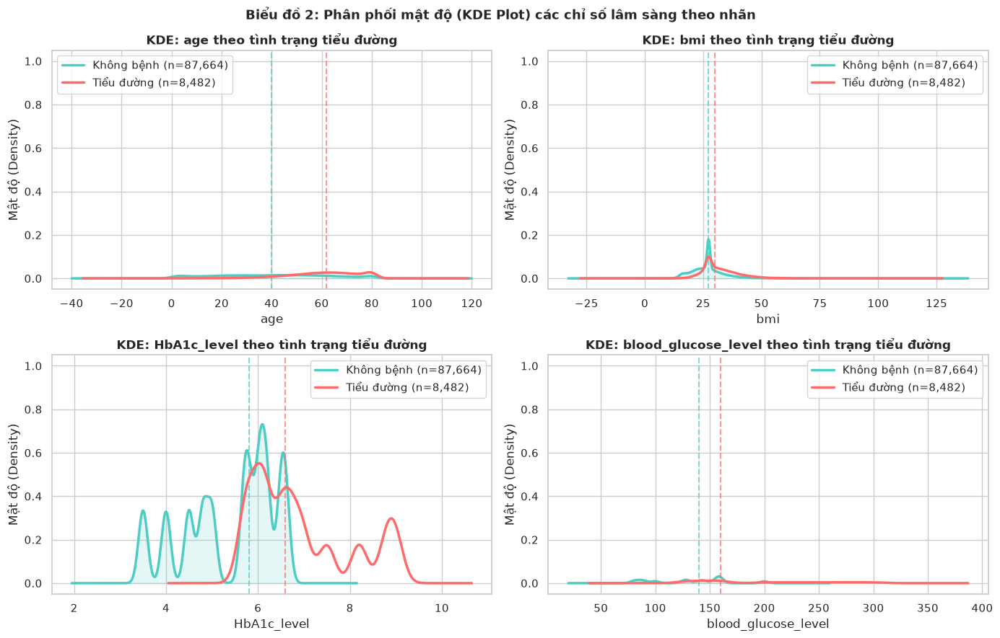 Biểu đồ 2: Phân phối mật độ (KDE Plot) các chỉ số lâm sàng theo nhãn
KDE: age theo tình trạng tiểu đường
Không bệnh (n=87,664)
Tiểu đường (n=8,482)
Mật độ (Density)
1.0
0.8
0.6
0.4
0.2
0.0
−40 −20 0 20 40 60 80 100 120
age
KDE: bmi theo tình trạng tiểu đường
Không bệnh (n=87,664)
Tiểu đường (n=8,482)
Mật độ (Density)
1.0
0.8
0.6
0.4
0.2
0.0
−25 0 25 50 75 100 125
bmi
KDE: HbA1c_level theo tình trạng tiểu đường
Không bệnh (n=87,664)
Tiểu đường (n=8,482)
Mật độ (Density)
1.0
0.8
0.6
0.4
0.2
0.0
2 4 6 8 10
HbA1c_level
KDE: blood_glucose_level theo tình trạng tiểu đường
Không bệnh (n=87,664)
Tiểu đường (n=8,482)
Mật độ (Density)
1.0
0.8
0.6
0.4
0.2
0.0
50 100 150 200 250 300 350 400
blood_glucose_level